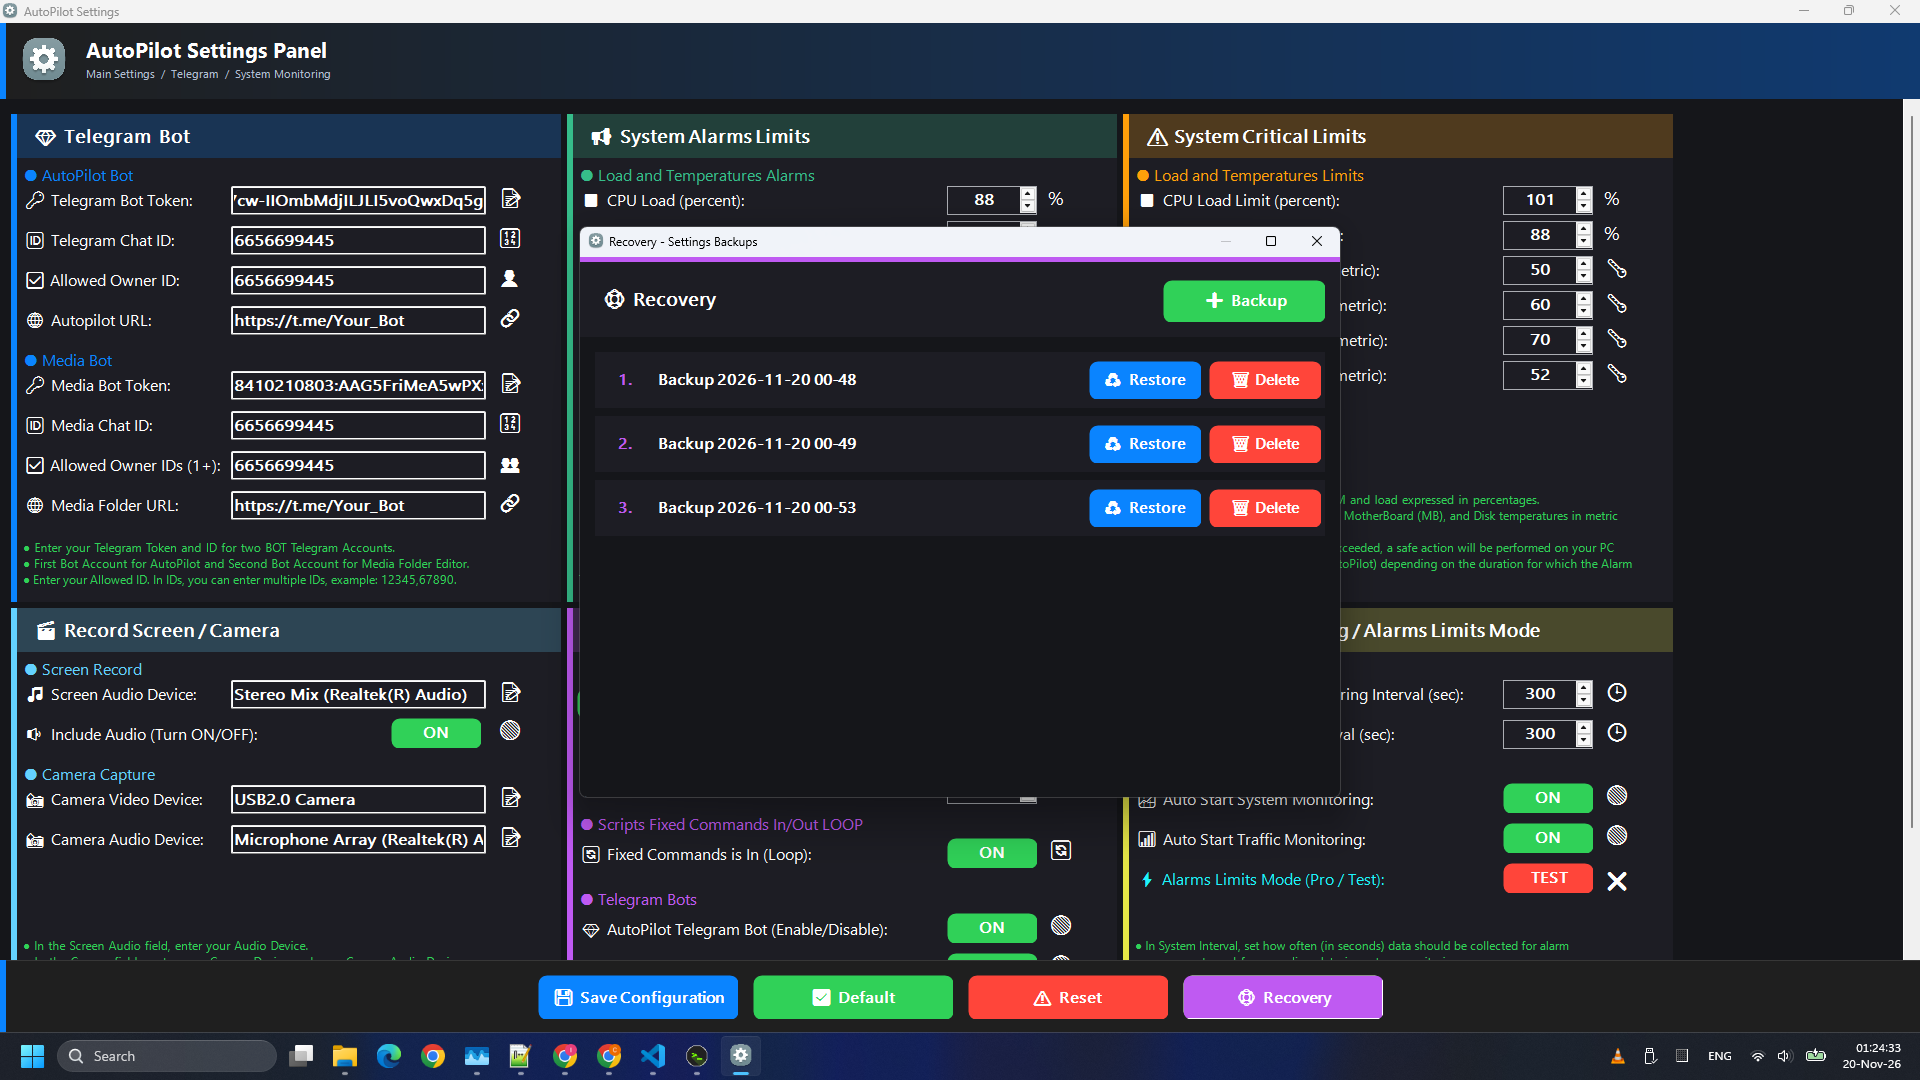 AutoPilot Settings
AutoPilot Settings Panel
Main Settings / Telegram / System Monitoring
Telegram Bot
AutoPilot Bot
Telegram Bot Token:
cw-IIOmbMdjILJLI5voQwxDq5g
Telegram Chat ID: 6656699445
Allowed Owner ID: 6656699445
Autopilot URL: https://t.me/Your_Bot
Media Bot
Media Bot Token: 8410210803:AAG5FriMeA5wPX
Media Chat ID: 6656699445
Allowed Owner IDs (1+): 6656699445
Media Folder URL: https://t.me/Your_Bot
● Enter your Telegram Token and ID for two BOT Telegram Accounts.
● First Bot Account for AutoPilot and Second Bot Account for Media Folder Editor.
● Enter your Allowed ID. In IDs, you can enter multiple IDs, example: 12345,67890.
System Alarms Limits
Load and Temperatures Alarms
CPU Load (percent): 88 %
System Critical Limits
Load and Temperatures Limits
CPU Load Limit (percent): 101 %
: 88 %
etric): 50
netric): 60
metric): 70
netric): 52
M and load expressed in percentages.
MotherBoard (MB), and Disk temperatures in metric
ceeded, a safe action will be performed on your PC
oPilot) depending on the duration for which the Alarm
Recovery - Settings Backups
Recovery
Backup
1. Backup 2026-11-20 00-48 Restore Delete
2. Backup 2026-11-20 00-49 Restore Delete
3. Backup 2026-11-20 00-53 Restore Delete
Record Screen / Camera
Screen Record
Screen Audio Device: Stereo Mix (Realtek(R) Audio)
Include Audio (Turn ON/OFF): ON
Camera Capture
Camera Video Device: USB2.0 Camera
Camera Audio Device: Microphone Array (Realtek(R) A
● In the Screen Audio field, enter your Audio Device.
Scripts Fixed Commands In/Out LOOP
Fixed Commands is In (Loop): ON
Telegram Bots
AutoPilot Telegram Bot (Enable/Disable): ON
g / Alarms Limits Mode
ring Interval (sec): 300
val (sec): 300
Auto Start System Monitoring: ON
Auto Start Traffic Monitoring: ON
Alarms Limits Mode (Pro / Test): TEST
● In System Interval, set how often (in seconds) data should be collected for alarm
Save Configuration
Default
Reset
Recovery
Search
ENG
01:24:33
20-Nov-26